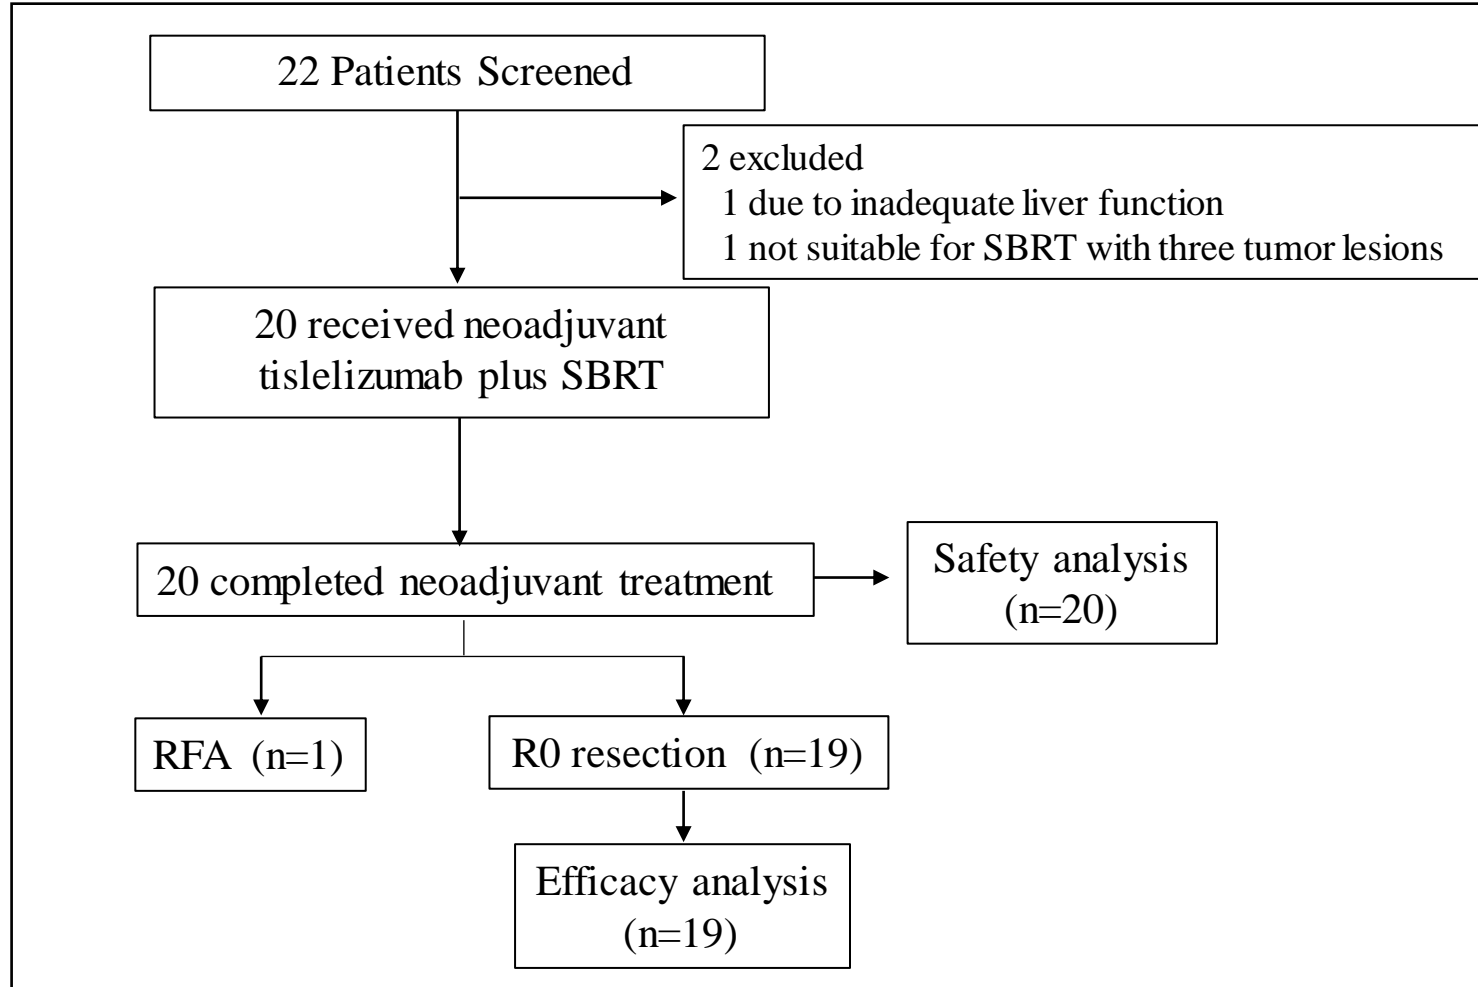 22 Patients Screened
2 excluded
1 due to inadequate liver function
1 not suitable for SBRT with three tumor lesions
20 received neoadjuvant
tislelizumab plus SBRT
20 completed neoadjuvant treatment
Safety analysis
(n=20)
RFA (n=1)
R0 resection (n=19)
Efficacy analysis
(n=19)